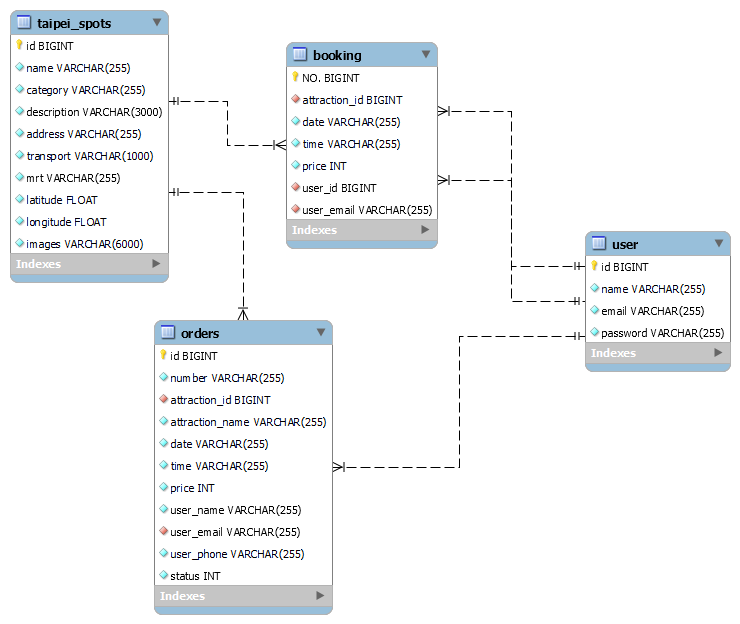 taipei_spots
id BIGINT
name VARCHAR(255)
category VARCHAR(255)
description VARCHAR(3000)
address VARCHAR(255)
transport VARCHAR(1000)
mrt VARCHAR(255)
latitude FLOAT
longitude FLOAT
images VARCHAR(6000)
Indexes
booking
NO. BIGINT
attraction_id BIGINT
date VARCHAR(255)
time VARCHAR(255)
price INT
user_id BIGINT
user_email VARCHAR(255)
Indexes
user
id BIGINT
name VARCHAR(255)
email VARCHAR(255)
password VARCHAR(255)
Indexes
orders
id BIGINT
number VARCHAR(255)
attraction_id BIGINT
attraction_name VARCHAR(255)
date VARCHAR(255)
time VARCHAR(255)
price INT
user_name VARCHAR(255)
user_email VARCHAR(255)
user_phone VARCHAR(255)
status INT
Indexes